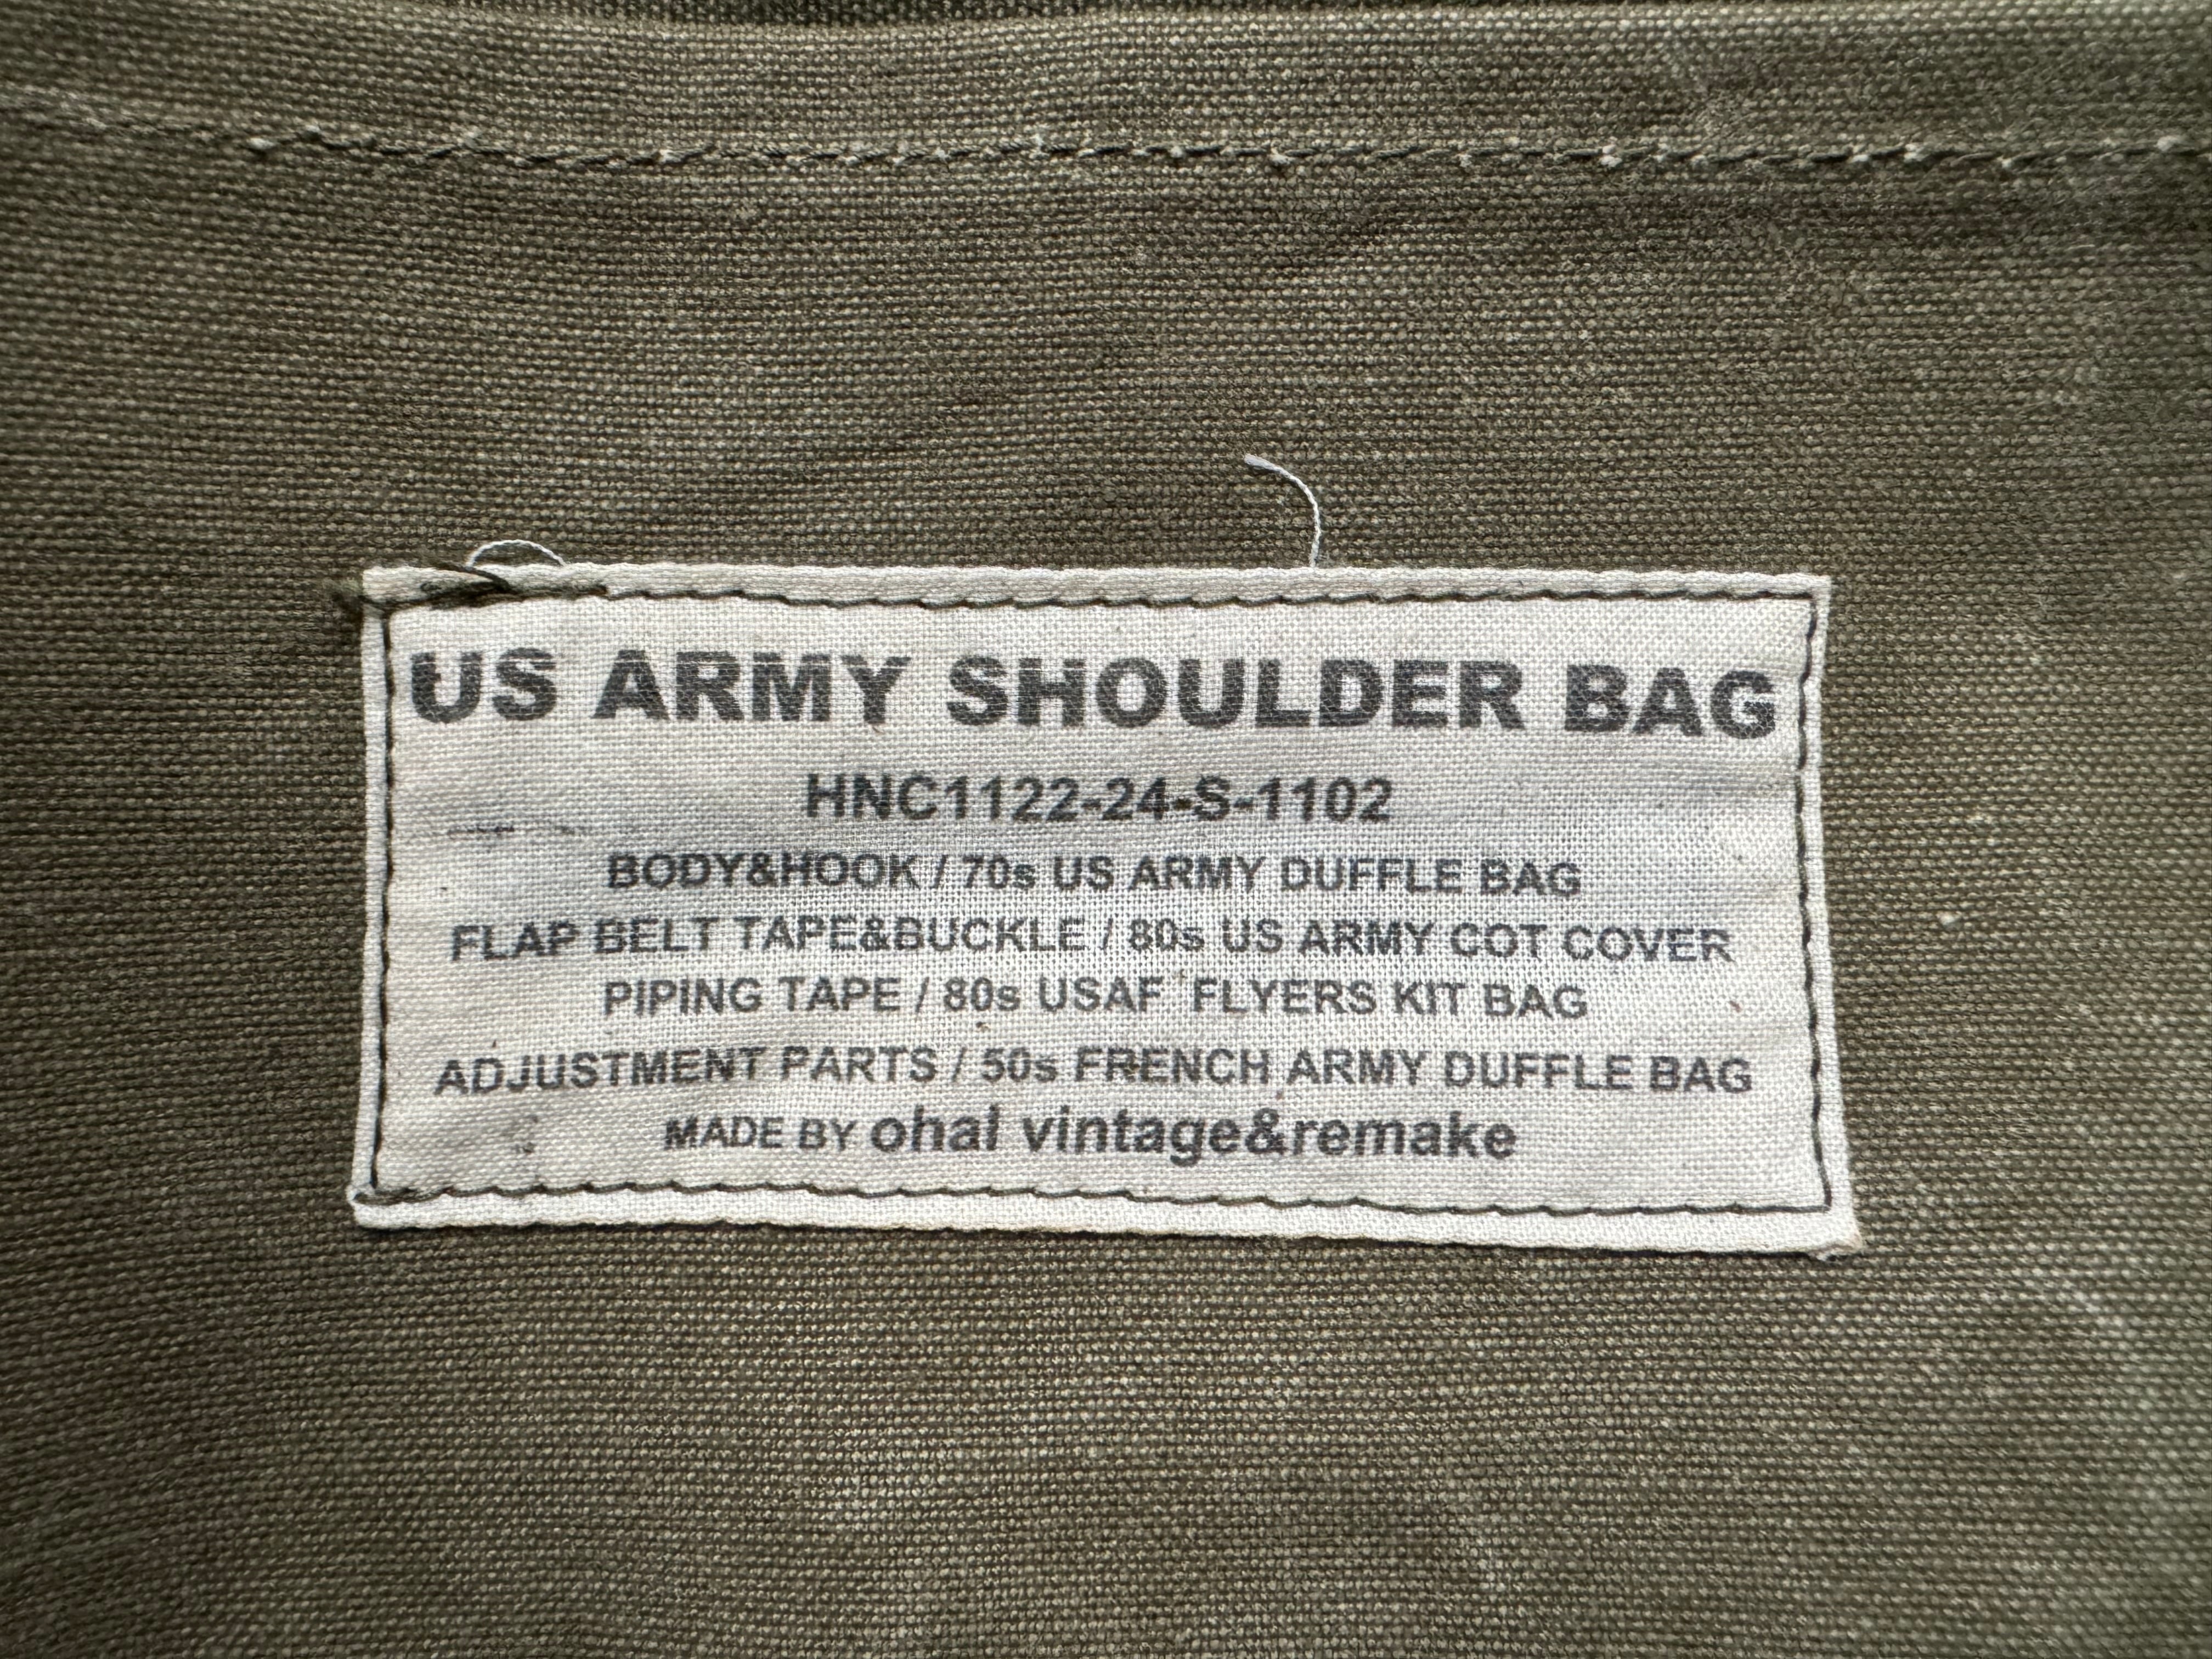 US ARMY SHOULDER BAG
HNC1122-24-S-1102
BODY&HOOK / 70s US ARMY DUFFLE BAG
FLAP BELT TAPE&BUCKLE / 80s US ARMY COT COVER
PIPING TAPE / 80s USAF FLYERS KIT BAG
ADJUSTMENT PARTS / 50s FRENCH ARMY DUFFLE BAG
MADE BY ohal vintage&remake